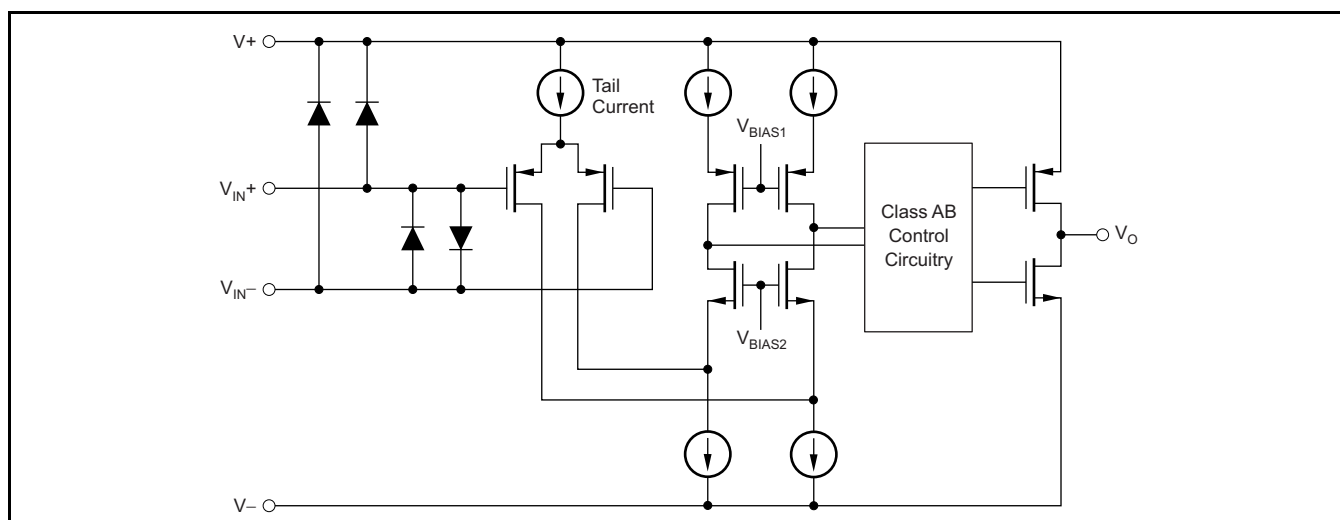 V+
Tail
Current
V_BIAS1
V_IN+
Class AB
Control
Circuitry
V_O
V_IN−
V_BIAS2
V−